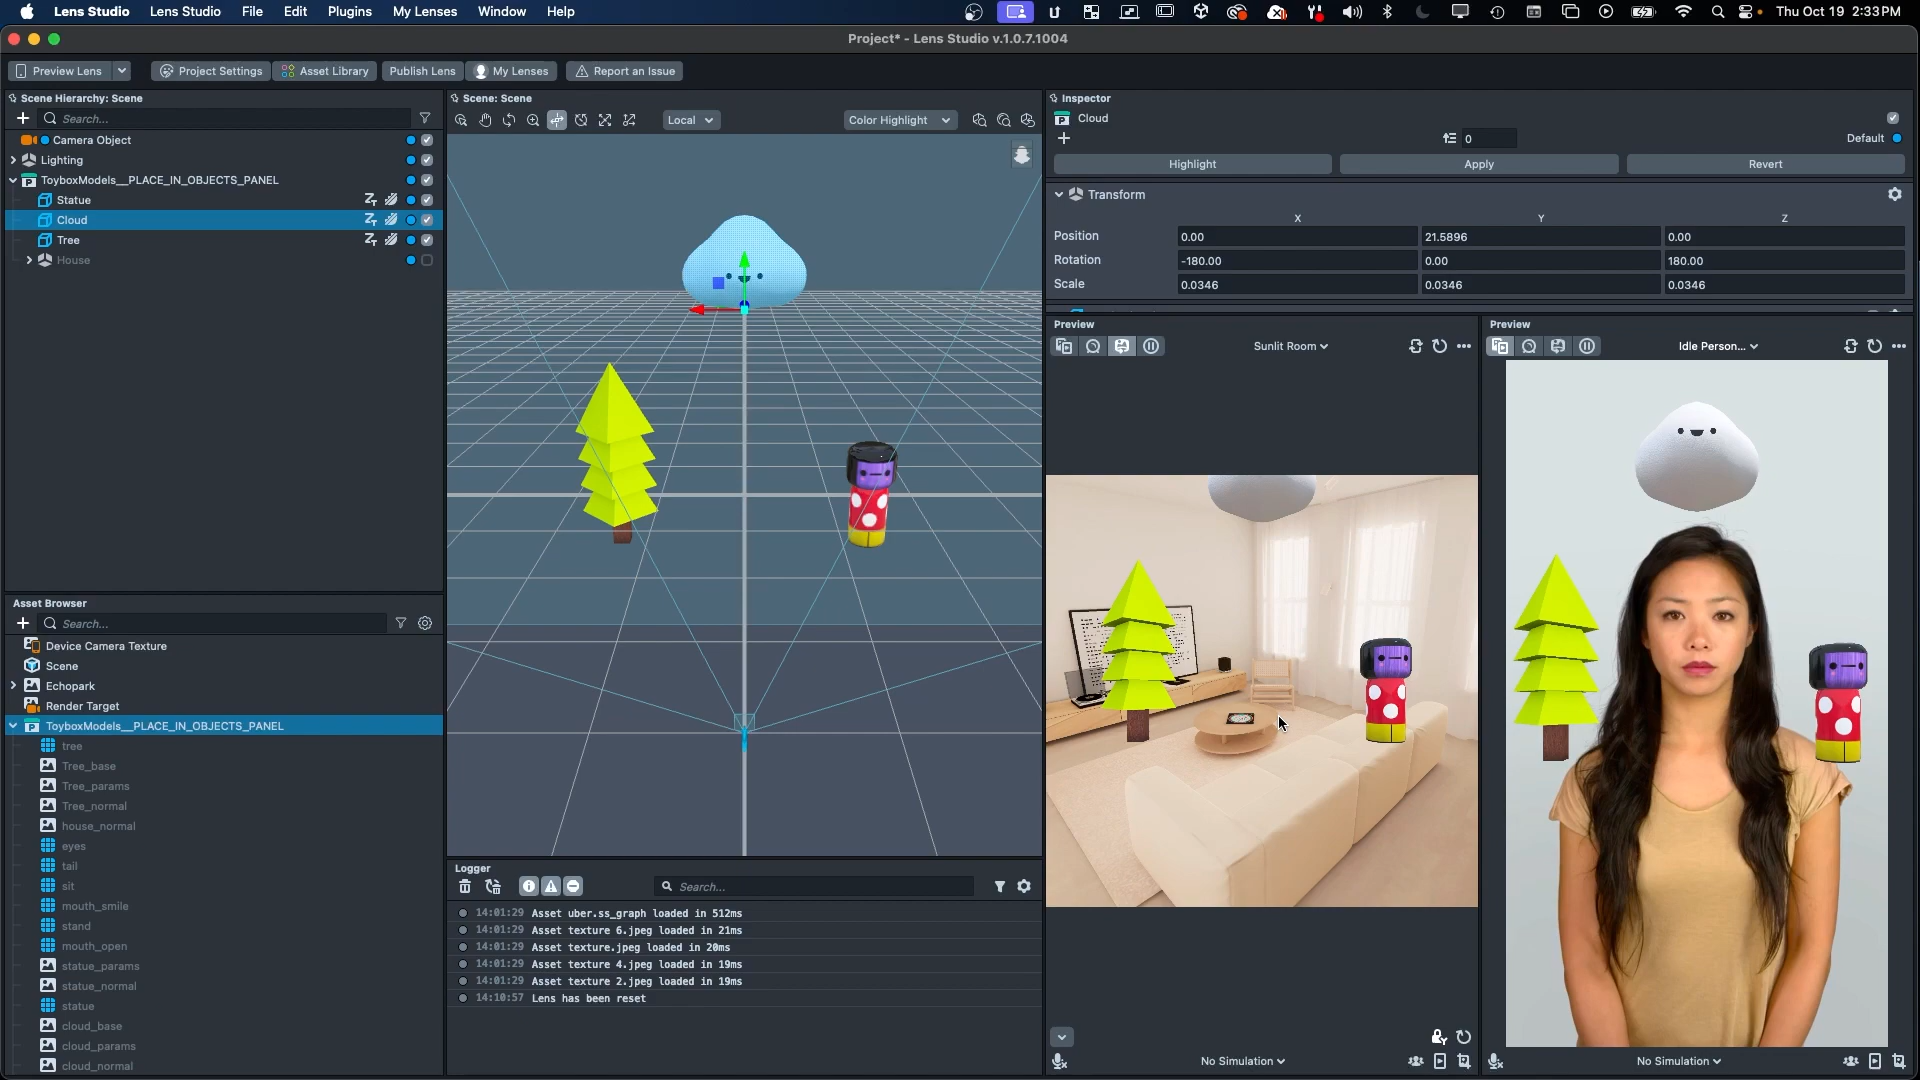 Lens Studio Lens Studio File Edit Plugins My Lenses Window Help Thu Oct 19 2:33 PM
Project* - Lens Studio v.1.0.7.1004
Preview Lens Project Settings Asset Library Publish Lens My Lenses Report an Issue
Scene Hierarchy: Scene
Search...
Camera Object
Lighting
ToyboxModels__PLACE_IN_OBJECTS_PANEL
Statue
Cloud
Tree
House
Asset Browser
Search...
Device Camera Texture
Scene
Echopark
Render Target
ToyboxModels__PLACE_IN_OBJECTS_PANEL
tree
Tree_base
Tree_params
Tree_normal
house_normal
eyes
tail
sit
mouth_smile
stand
mouth_open
statue_params
statue_normal
statue
cloud_base
cloud_params
cloud_normal
Scene: Scene
Local Color Highlight
Logger
Search...
14:01:29 Asset uber.ss_graph loaded in 512ms
14:01:29 Asset texture 6.jpeg loaded in 21ms
14:01:29 Asset texture.jpeg loaded in 20ms
14:01:29 Asset texture 4.jpeg loaded in 19ms
14:01:29 Asset texture 2.jpeg loaded in 19ms
14:10:57 Lens has been reset
Inspector
Cloud
0 Default
Highlight Apply Revert
Transform
X Y Z
Position 0.00 21.5896 0.00
Rotation -180.00 0.00 180.00
Scale 0.0346 0.0346 0.0346
Preview
Sunlit Room
No Simulation
Preview
Idle Person...
No Simulation